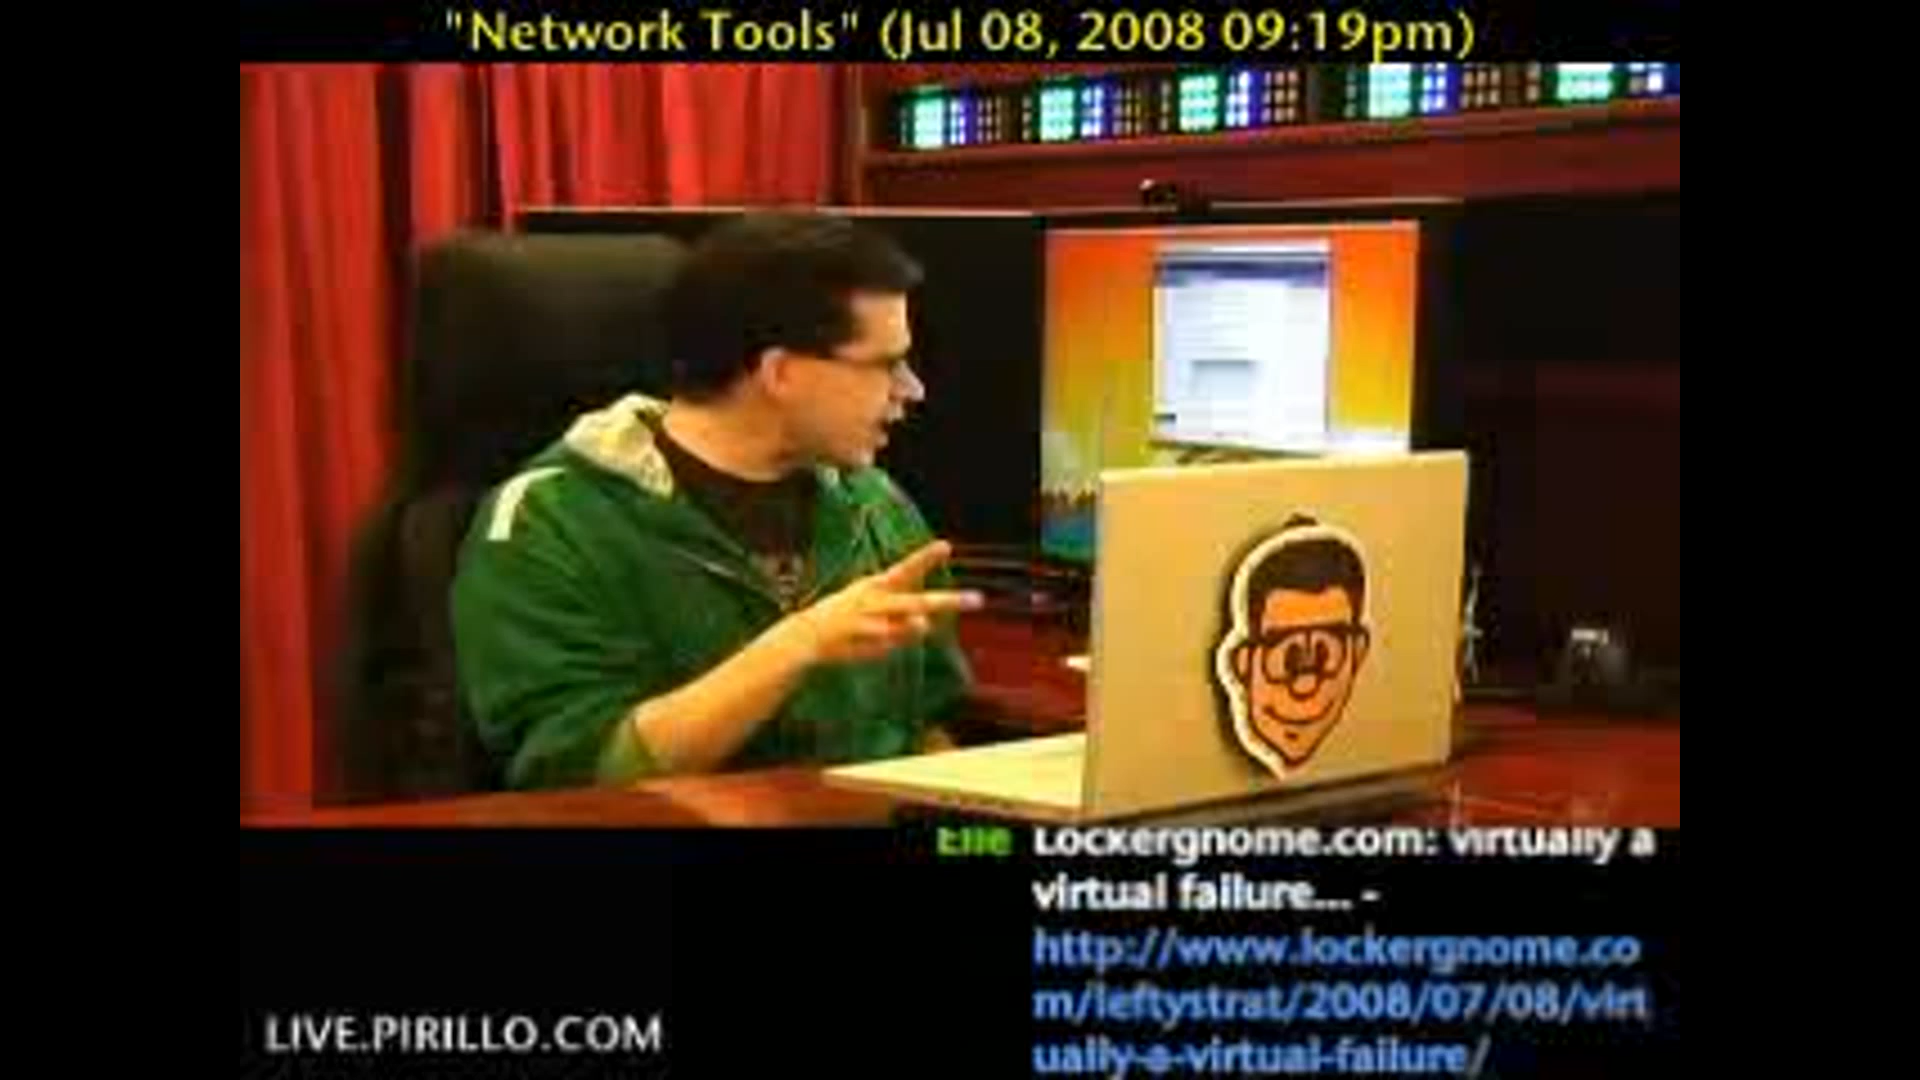 "Network Tools" (Jul 08, 2008 09:19pm)
Elle Lockergnome.com: virtually a
virtual failure... -
http://www.lockergnome.co
m/leftystrat/2008/07/08/virt
ually-a-virtual-failure/
LIVE.PIRILLO.COM